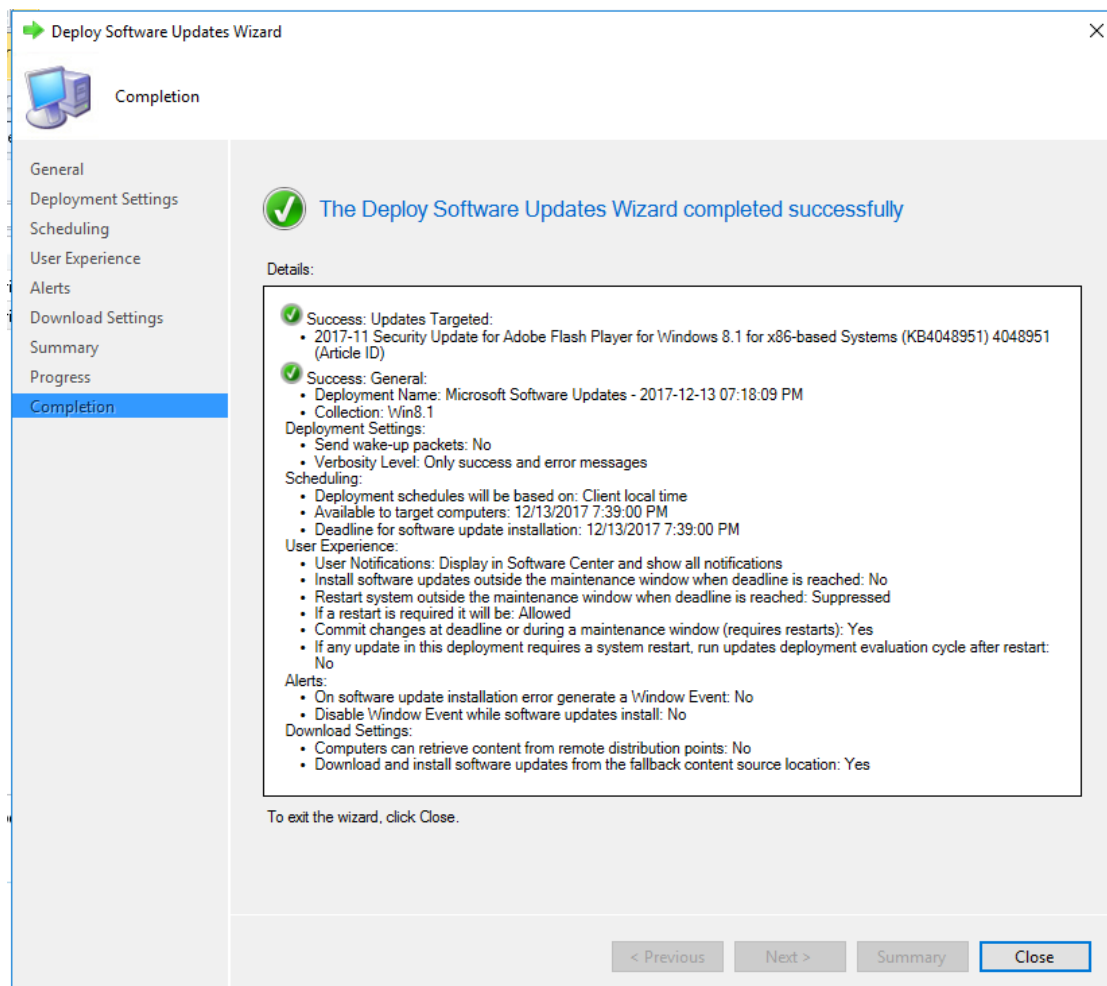 Deploy Software Updates Wizard
Completion
General
Deployment Settings
Scheduling
User Experience
Alerts
Download Settings
Summary
Progress
Completion
The Deploy Software Updates Wizard completed successfully
Details:
Success: Updates Targeted:
• 2017-11 Security Update for Adobe Flash Player for Windows 8.1 for x86-based Systems (KB4048951) 4048951
(Article ID)
Success: General:
• Deployment Name: Microsoft Software Updates - 2017-12-13 07:18:09 PM
• Collection: Win8.1
Deployment Settings:
• Send wake-up packets: No
• Verbosity Level: Only success and error messages
Scheduling:
• Deployment schedules will be based on: Client local time
• Available to target computers: 12/13/2017 7:39:00 PM
• Deadline for software update installation: 12/13/2017 7:39:00 PM
User Experience:
• User Notifications: Display in Software Center and show all notifications
• Install software updates outside the maintenance window when deadline is reached: No
• Restart system outside the maintenance window when deadline is reached: Suppressed
• If a restart is required it will be: Allowed
• Commit changes at deadline or during a maintenance window (requires restarts): Yes
• If any update in this deployment requires a system restart, run updates deployment evaluation cycle after restart:
No
Alerts:
• On software update installation error generate a Window Event: No
• Disable Window Event while software updates install: No
Download Settings:
• Computers can retrieve content from remote distribution points: No
• Download and install software updates from the fallback content source location: Yes
To exit the wizard, click Close.
< Previous
Next >
Summary
Close